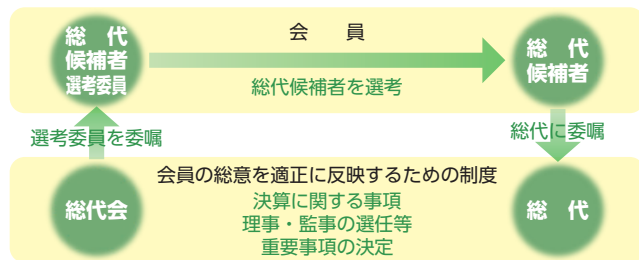 総　代
候補者
選考委員
会　員
総代候補者を選考
総　代
候補者
選考委員を委嘱
総代に委嘱
総代会
会員の総意を適正に反映するための制度
決算に関する事項
理事・監事の選任等
重要事項の決定
総　代